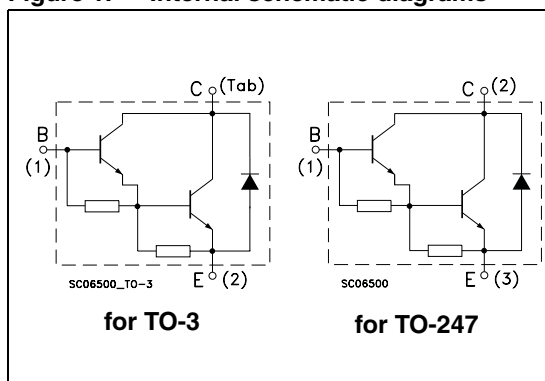 Figure 1. Internal schematic diagrams
C (Tab)
B
(1)
E (2)
SC06500_TO-3
for TO-3
C (2)
B
(1)
E (3)
SC06500
for TO-247